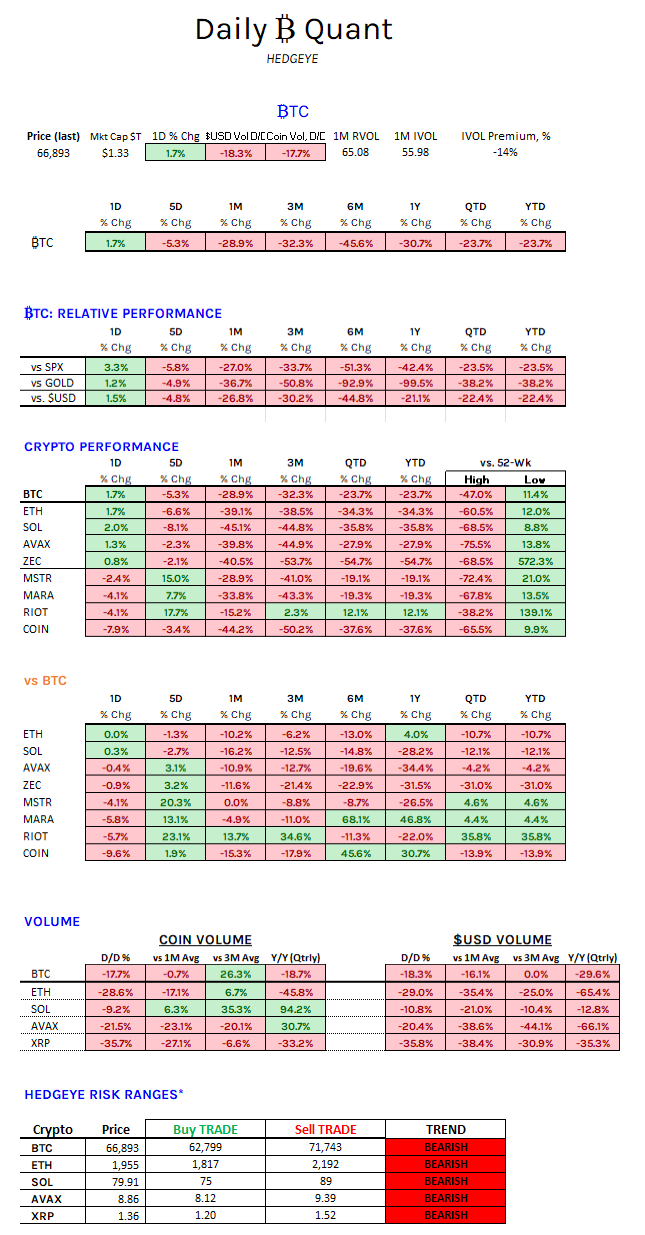 Daily ₿ Quant
HEDGEYE
₿TC
Price (last) Mkt Cap $T 1D % Chg $USD Vol D/D Coin Vol, D/D 1M RVOL 1M IVOL IVOL Premium, %
66,893 $1.33 1.7% -18.3% -17.7% 65.08 55.98 -14%
1D 5D 1M 3M 6M 1Y QTD YTD
% Chg % Chg % Chg % Chg % Chg % Chg % Chg % Chg
₿TC 1.7% -5.3% -28.9% -32.3% -45.6% -30.7% -23.7% -23.7%
₿TC: RELATIVE PERFORMANCE
1D 5D 1M 3M 6M 1Y QTD YTD
% Chg % Chg % Chg % Chg % Chg % Chg % Chg % Chg
vs SPX 3.3% -5.8% -27.0% -33.7% -51.3% -42.4% -23.5% -23.5%
vs GOLD 1.2% -4.9% -36.7% -50.8% -92.9% -99.5% -38.2% -38.2%
vs. $USD 1.5% -4.8% -26.8% -30.2% -44.8% -21.1% -22.4% -22.4%
CRYPTO PERFORMANCE
1D 5D 1M 3M QTD YTD vs. 52-Wk
% Chg % Chg % Chg % Chg % Chg % Chg High Low
BTC 1.7% -5.3% -28.9% -32.3% -23.7% -23.7% -47.0% 11.4%
ETH 1.7% -6.6% -39.1% -38.5% -34.3% -34.3% -60.5% 12.0%
SOL 2.0% -8.1% -45.1% -44.8% -35.8% -35.8% -68.5% 8.8%
AVAX 1.3% -2.3% -39.8% -44.9% -27.9% -27.9% -75.5% 13.8%
ZEC 0.8% -2.1% -40.5% -53.7% -54.7% -54.7% -68.5% 572.3%
MSTR -2.4% 15.0% -28.9% -41.0% -19.1% -19.1% -72.4% 21.0%
MARA -4.1% 7.7% -33.8% -43.3% -19.3% -19.3% -67.8% 13.5%
RIOT -4.1% 17.7% -15.2% 2.3% 12.1% 12.1% -38.2% 139.1%
COIN -7.9% -3.4% -44.2% -50.2% -37.6% -37.6% -65.5% 9.9%
vs BTC
1D 5D 1M 3M 6M 1Y QTD YTD
% Chg % Chg % Chg % Chg % Chg % Chg % Chg % Chg
ETH 0.0% -1.3% -10.2% -6.2% -13.0% 4.0% -10.7% -10.7%
SOL 0.3% -2.7% -16.2% -12.5% -14.8% -28.2% -12.1% -12.1%
AVAX -0.4% 3.1% -10.9% -12.7% -19.6% -34.4% -4.2% -4.2%
ZEC -0.9% 3.2% -11.6% -21.4% -22.9% -31.5% -31.0% -31.0%
MSTR -4.1% 20.3% 0.0% -8.8% -8.7% -26.5% 4.6% 4.6%
MARA -5.8% 13.1% -4.9% -11.0% 68.1% 46.8% 4.4% 4.4%
RIOT -5.7% 23.1% 13.7% 34.6% -11.3% -22.0% 35.8% 35.8%
COIN -9.6% 1.9% -15.3% -17.9% 45.6% 30.7% -13.9% -13.9%
VOLUME
COIN VOLUME $USD VOLUME
D/D % vs 1M Avg vs 3M Avg Y/Y (Qtrly) D/D % vs 1M Avg vs 3M Avg Y/Y (Qtrly)
BTC -17.7% -0.7% 26.3% -18.7% -18.3% -16.1% 0.0% -29.6%
ETH -28.6% -17.1% 6.7% -45.8% -29.0% -35.4% -25.0% -65.4%
SOL -9.2% 6.3% 35.3% 94.2% -10.8% -21.0% -10.4% -12.8%
AVAX -21.5% -23.1% -20.1% 30.7% -20.4% -38.6% -44.1% -66.1%
XRP -35.7% -27.1% -6.6% -33.2% -35.8% -38.4% -30.9% -35.3%
HEDGEYE RISK RANGES*
Crypto Price Buy TRADE Sell TRADE TREND
BTC 66,893 62,799 71,743 BEARISH
ETH 1,955 1,817 2,192 BEARISH
SOL 79.91 75 89 BEARISH
AVAX 8.86 8.12 9.39 BEARISH
XRP 1.36 1.20 1.52 BEARISH